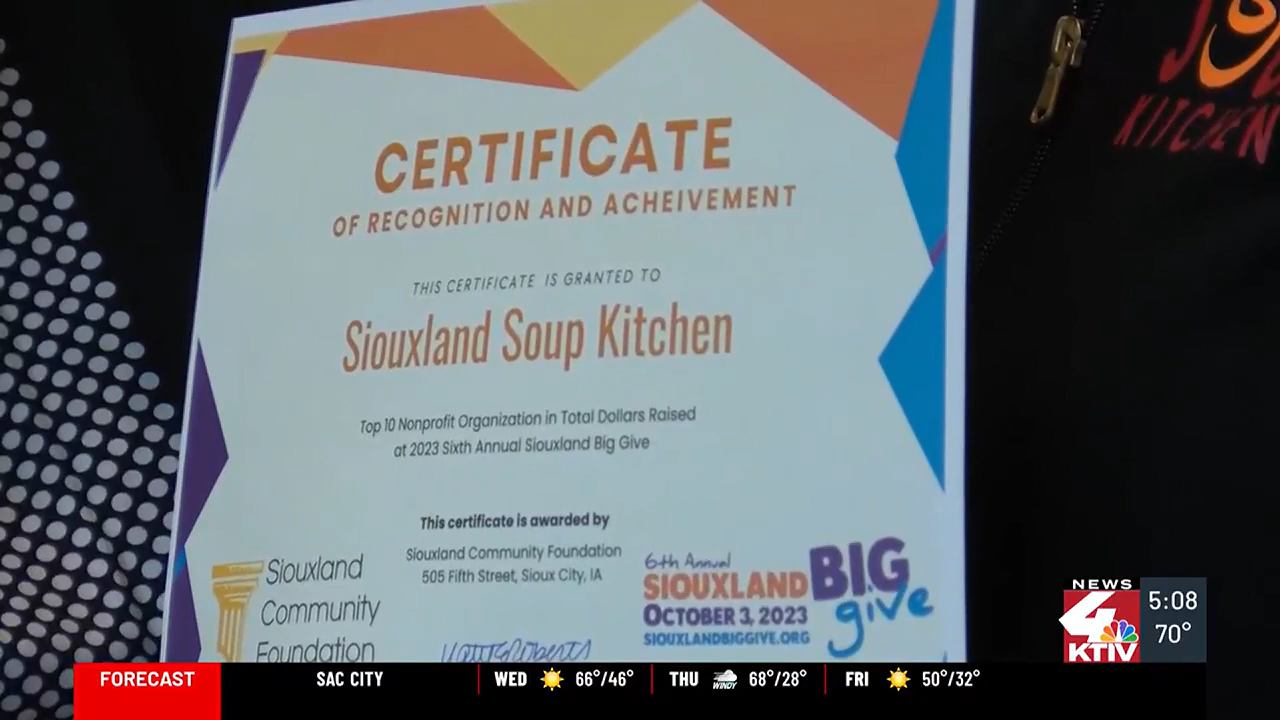 CERTIFICATE
OF RECOGNITION AND ACHEIVEMENT
THIS CERTIFICATE IS GRANTED TO
Siouxland Soup Kitchen
Top 10 Nonprofit Organization in Total Dollars Raised
at 2023 Sixth Annual Siouxland Big Give
This certificate is awarded by
Siouxland Community Foundation
505 Fifth Street, Sioux City, IA
Siouxland
Community
Foundation
6th Annual
SIOUXLAND BIG give
OCTOBER 3, 2023
SIOUXLANDBIGGIVE.ORG
KITCHEN
NEWS
4
KTIV
5:08
70°
FORECAST SAC CITY WED 66°/46° THU WINDY 68°/28° FRI 50°/32°